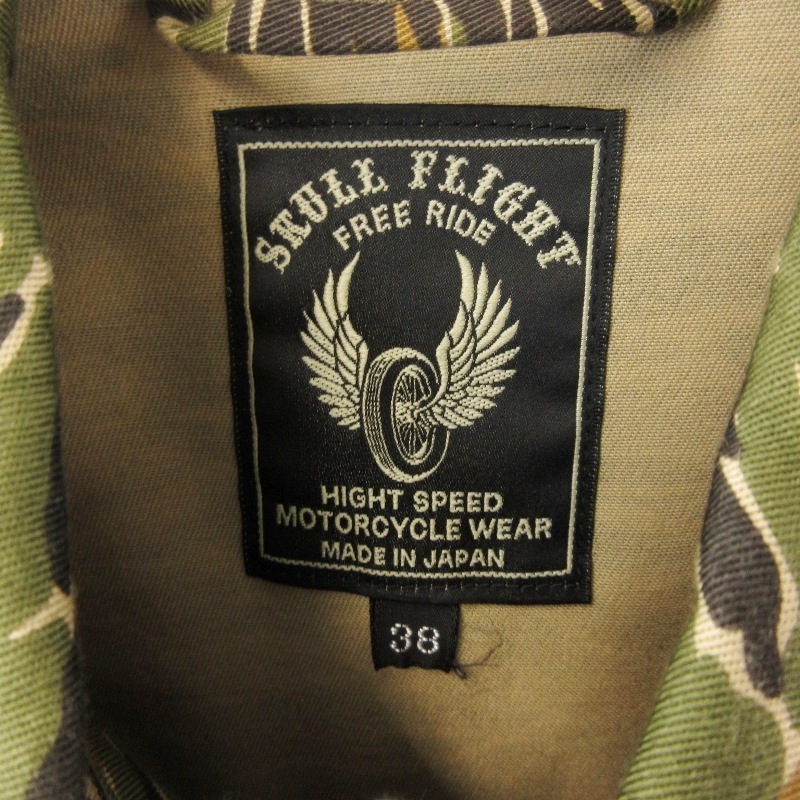 SKULL FLIGHT
FREE RIDE
HIGHT SPEED
MOTORCYCLE WEAR
MADE IN JAPAN
38